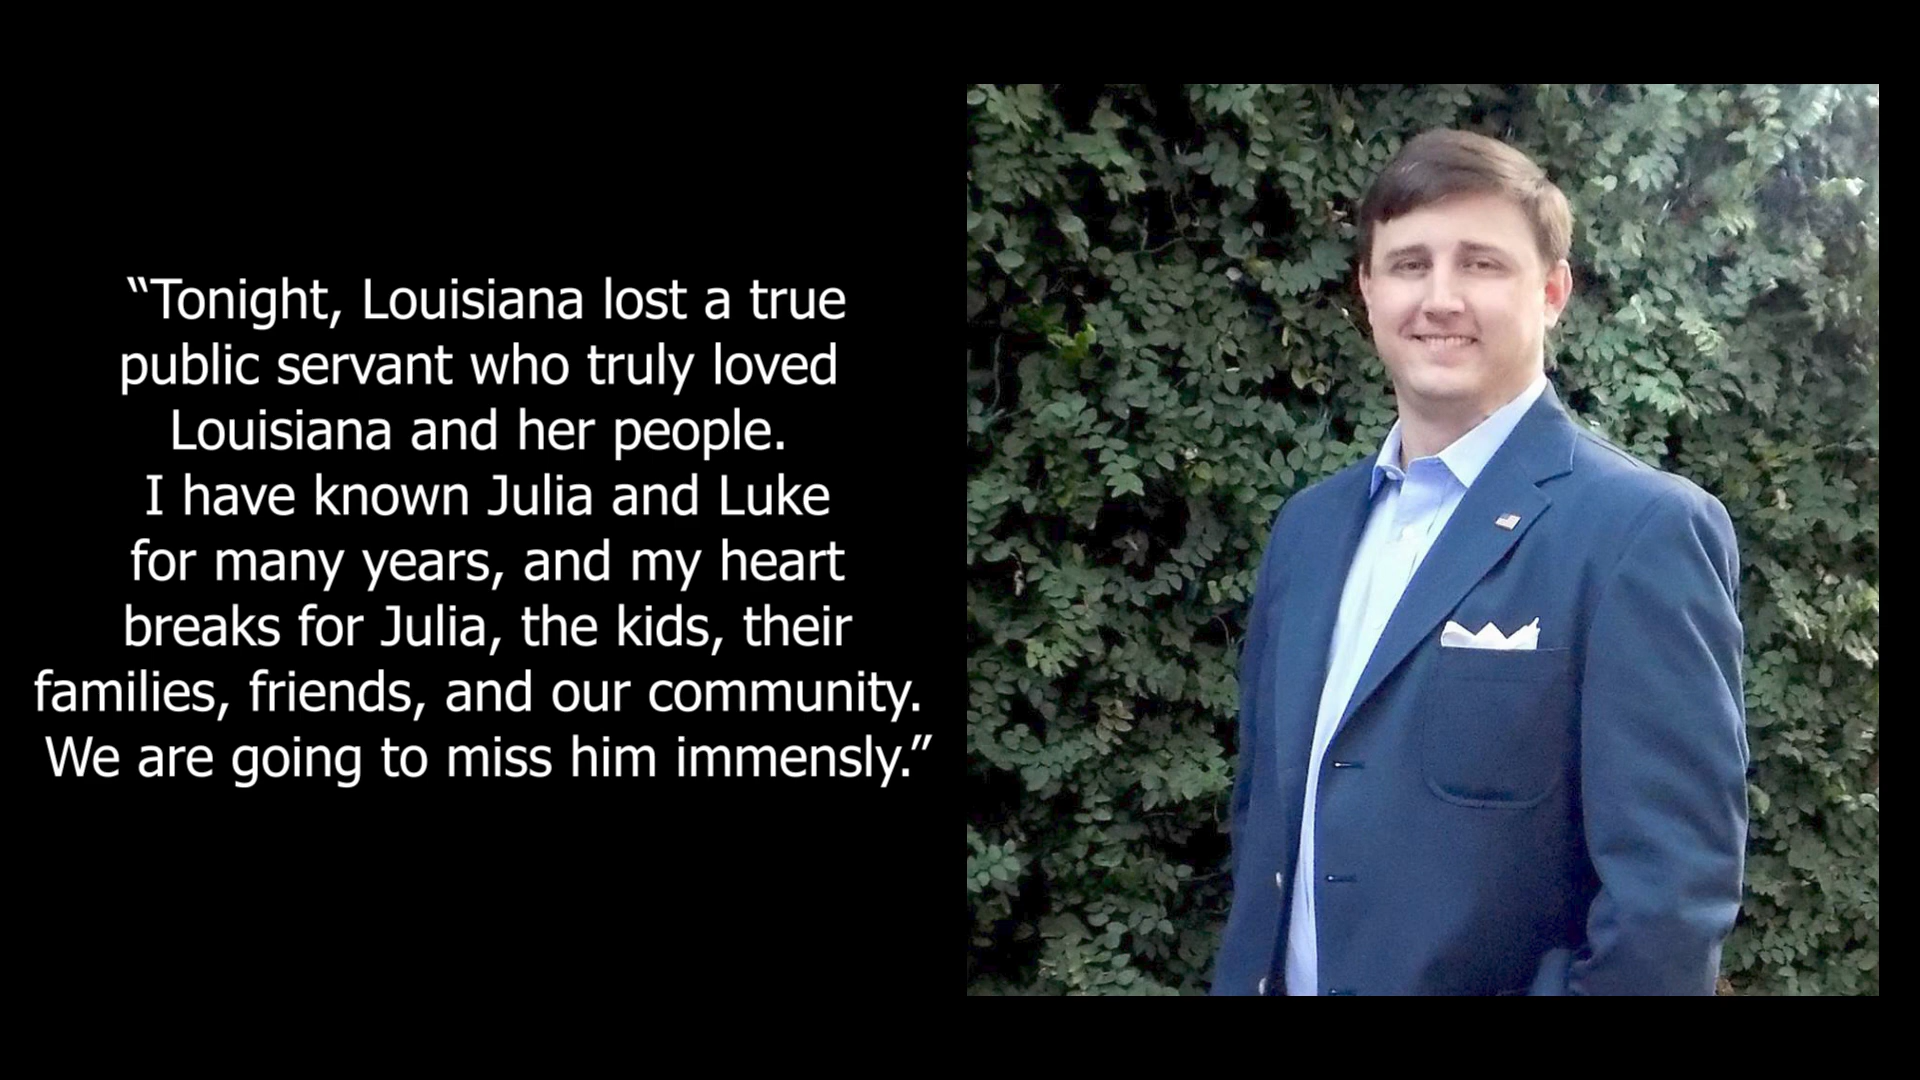 “Tonight, Louisiana lost a true
public servant who truly loved
Louisiana and her people.
I have known Julia and Luke
for many years, and my heart
breaks for Julia, the kids, their
families, friends, and our community.
We are going to miss him immensly.”